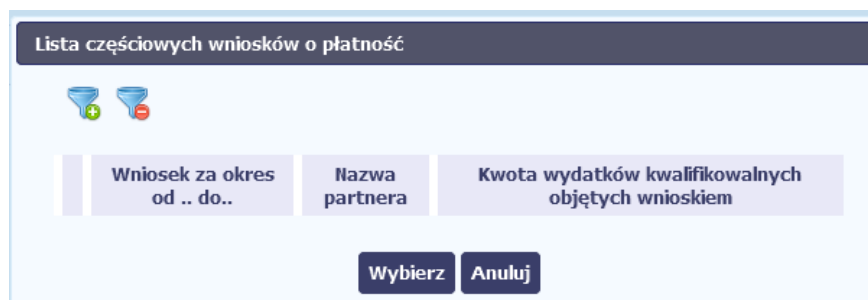 Lista częściowych wniosków o płatność
Wniosek za okres
od .. do..
Nazwa
partnera
Kwota wydatków kwalifikowalnych
objętych wnioskiem
Wybierz
Anuluj